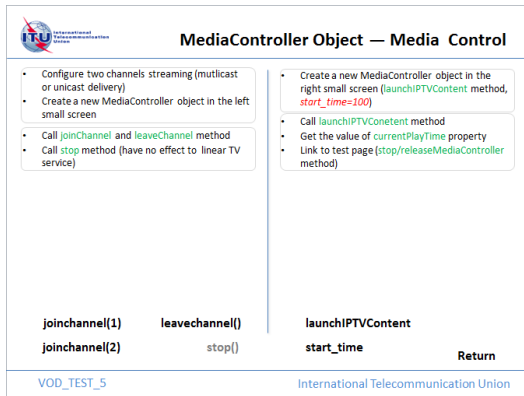 ITU
International
Telecommunication
Union
MediaController Object — Media Control
• Configure two channels streaming (mutlicast
or unicast delivery)
• Create a new MediaController object in the left
small screen
• Call joinChannel and leaveChannel method
• Call stop method (have no effect to linear TV
service)
• Create a new MediaController object in the
right small screen (launchIPTVContent method,
start_time=100)
• Call launchIPTVConetent method
• Get the value of currentPlayTime property
• Link to test page (stop/releaseMediaController
method)
joinchannel(1) leavechannel() launchIPTVContent
joinchannel(2) stop() start_time
Return
VOD_TEST_5 International Telecommunication Union